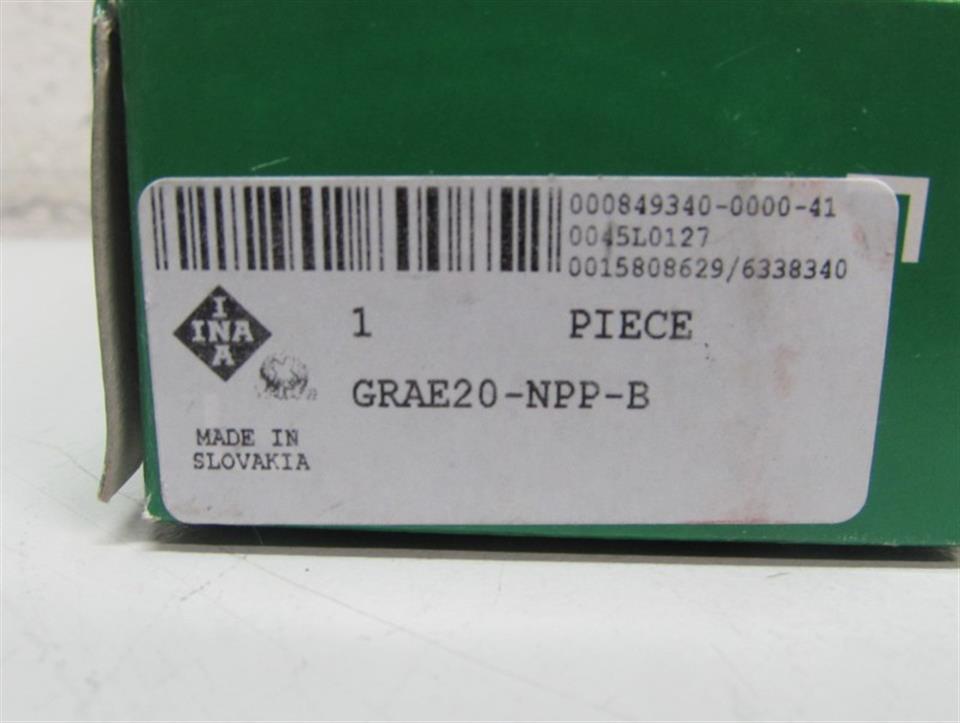 000849340-0000-41
0045L0127
0015808629/6338340
I
INA
A
1 PIECE
GRAE20-NPP-B
MADE IN
SLOVAKIA